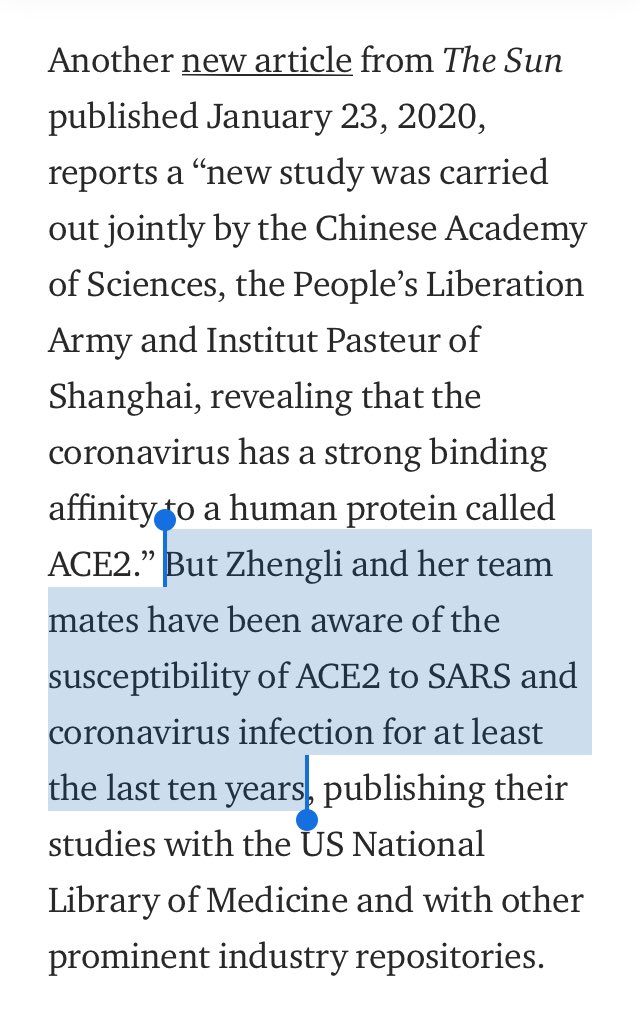 Another new article from The Sun
published January 23, 2020,
reports a “new study was carried
out jointly by the Chinese Academy
of Sciences, the People’s Liberation
Army and Institut Pasteur of
Shanghai, revealing that the
coronavirus has a strong binding
affinity to a human protein called
ACE2.” But Zhengli and her team
mates have been aware of the
susceptibility of ACE2 to SARS and
coronavirus infection for at least
the last ten years, publishing their
studies with the US National
Library of Medicine and with other
prominent industry repositories.